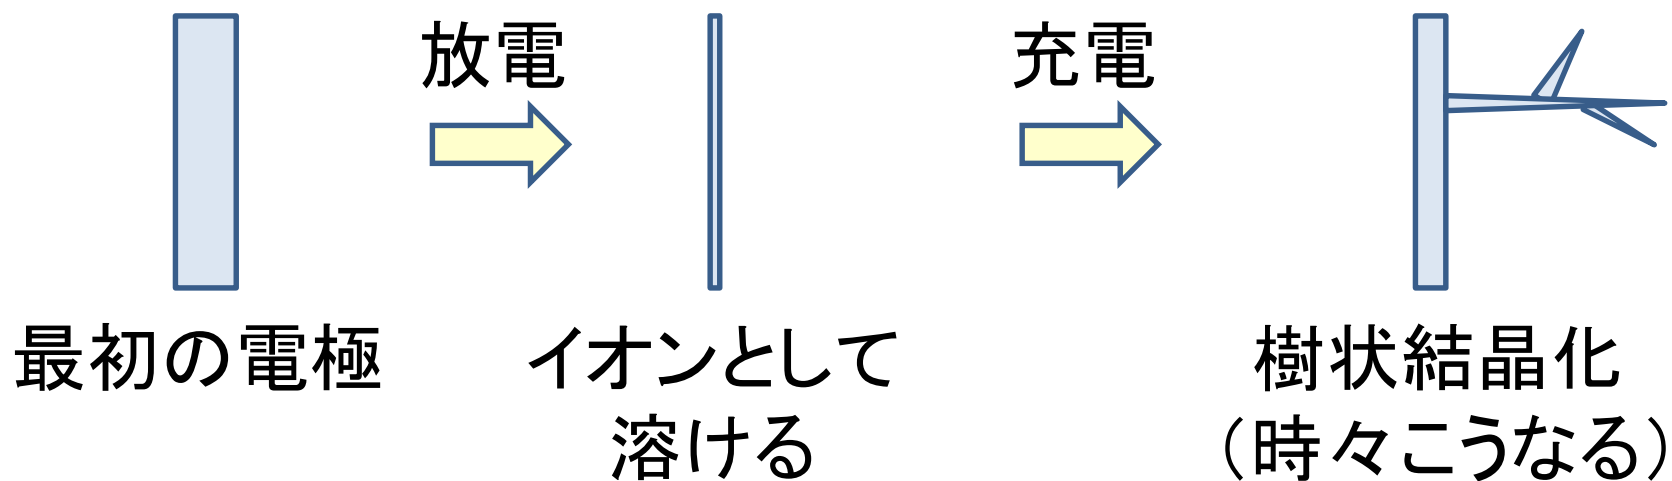 放電
充電
最初の電極
イオンとして
溶ける
樹状結晶化
（時々こうなる）